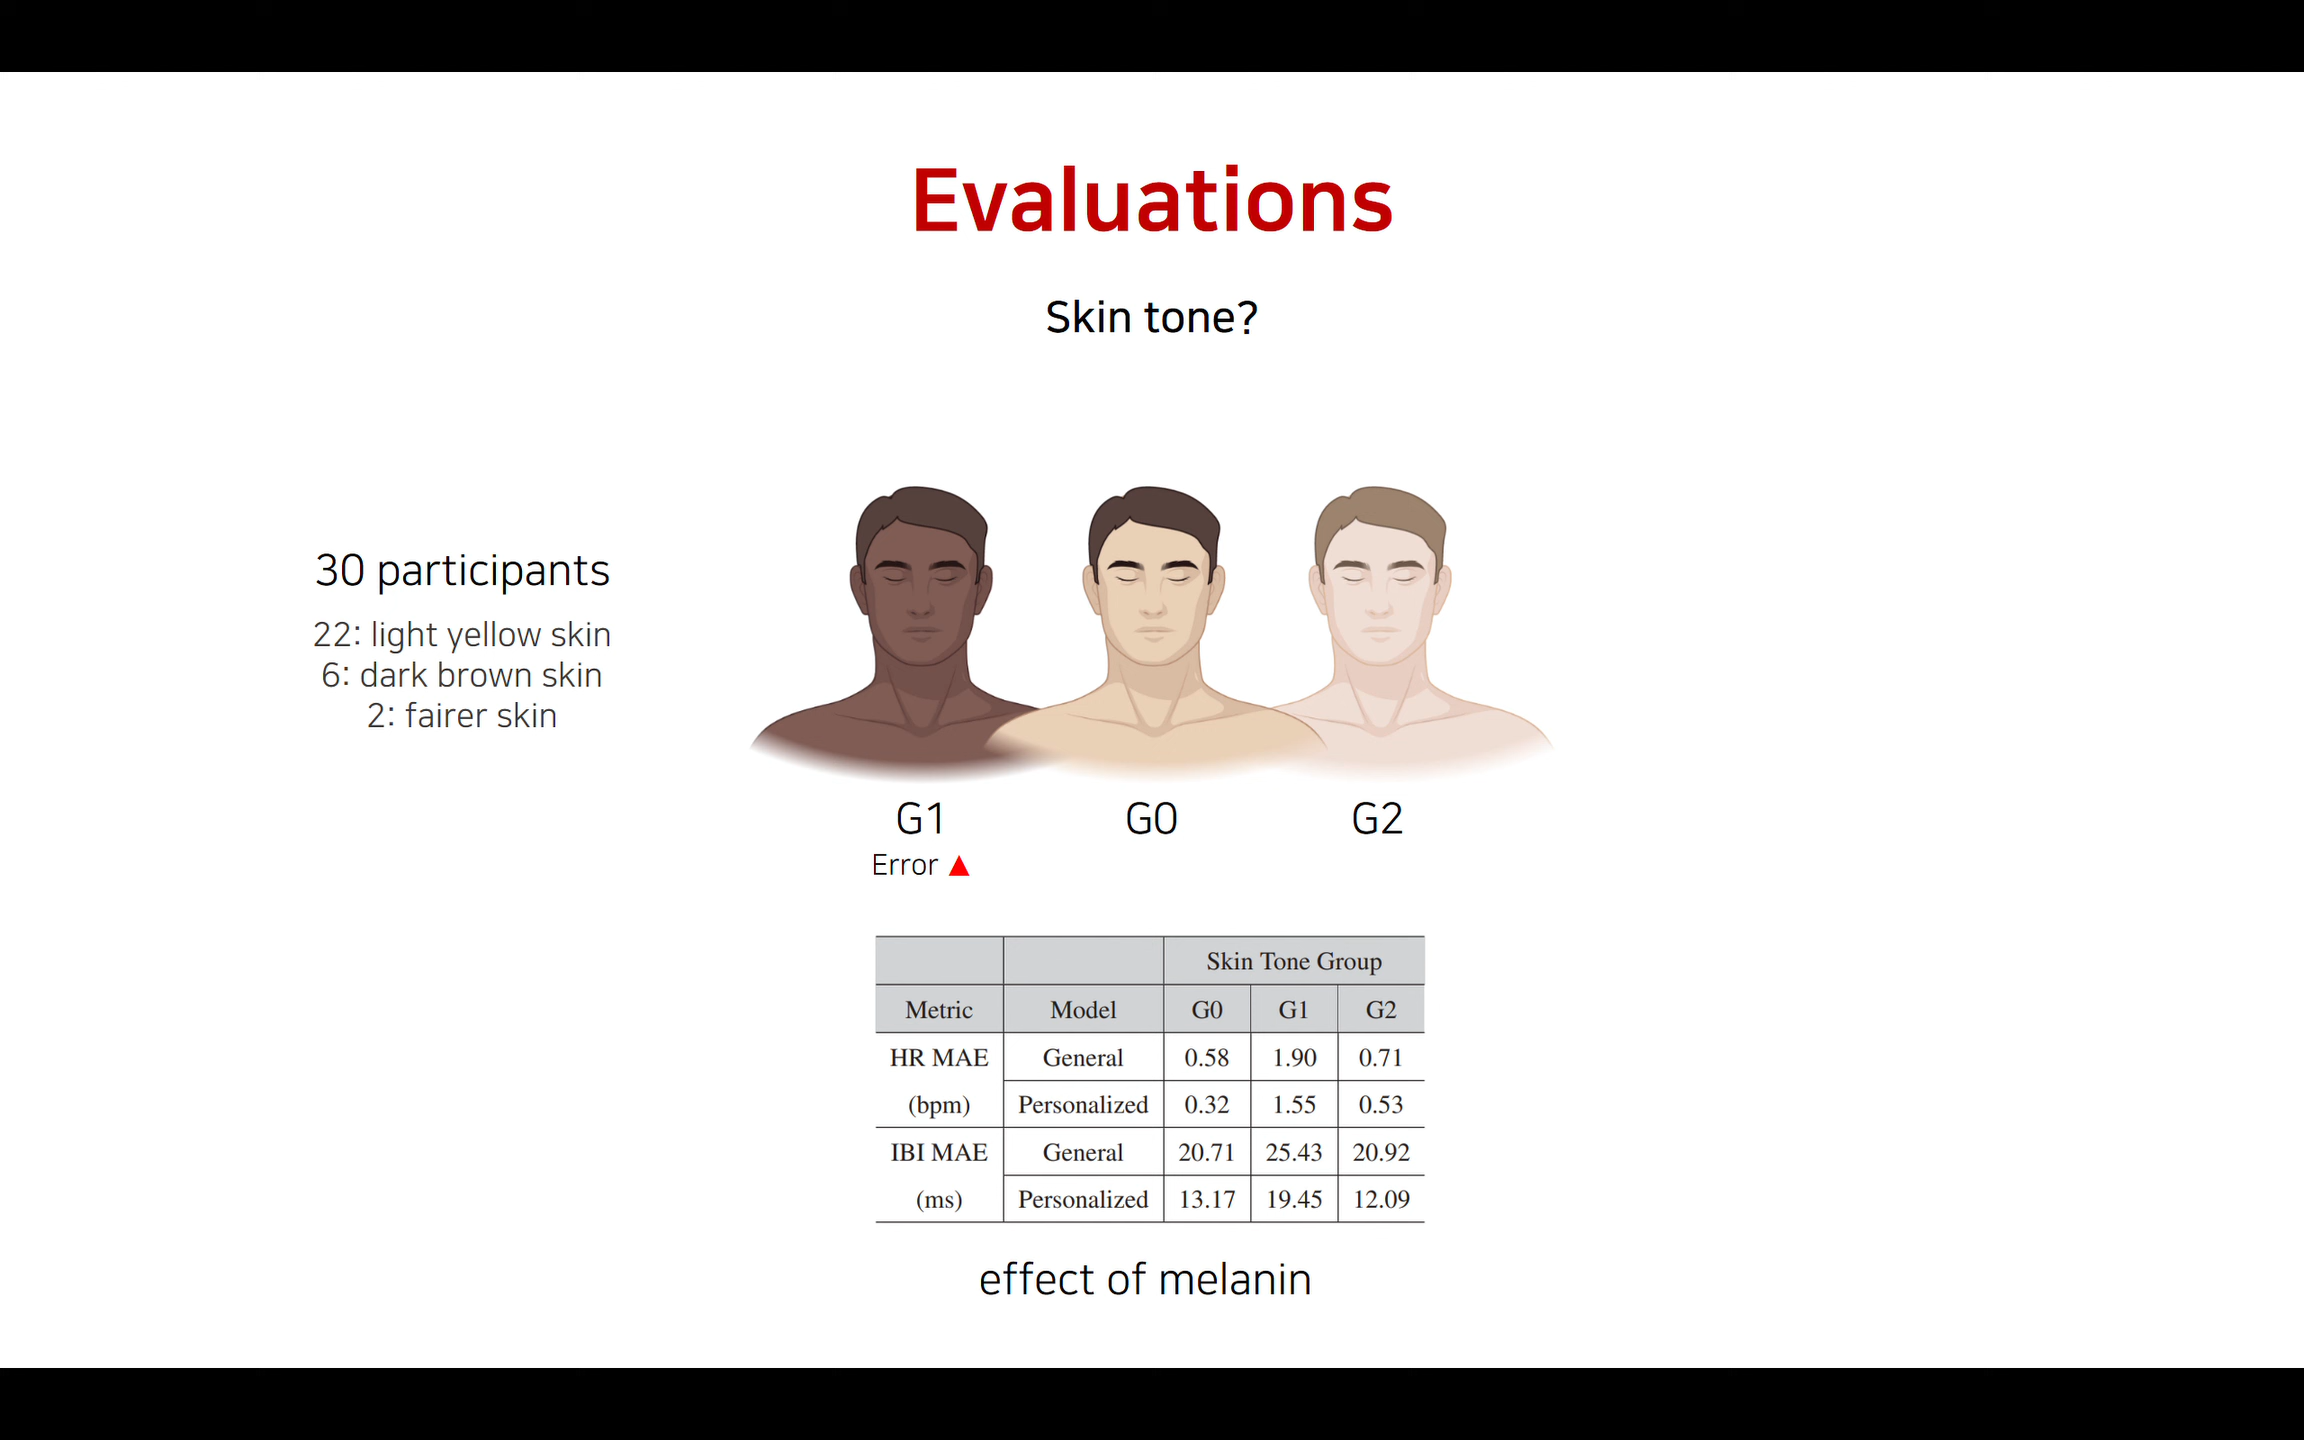 Evaluations
Skin tone?
30 participants
22: light yellow skin
6: dark brown skin
2: fairer skin
G1 G0 G2
Error ▲
Skin Tone Group
Metric Model G0 G1 G2
HR MAE General 0.58 1.90 0.71
(bpm) Personalized 0.32 1.55 0.53
IBI MAE General 20.71 25.43 20.92
(ms) Personalized 13.17 19.45 12.09
effect of melanin